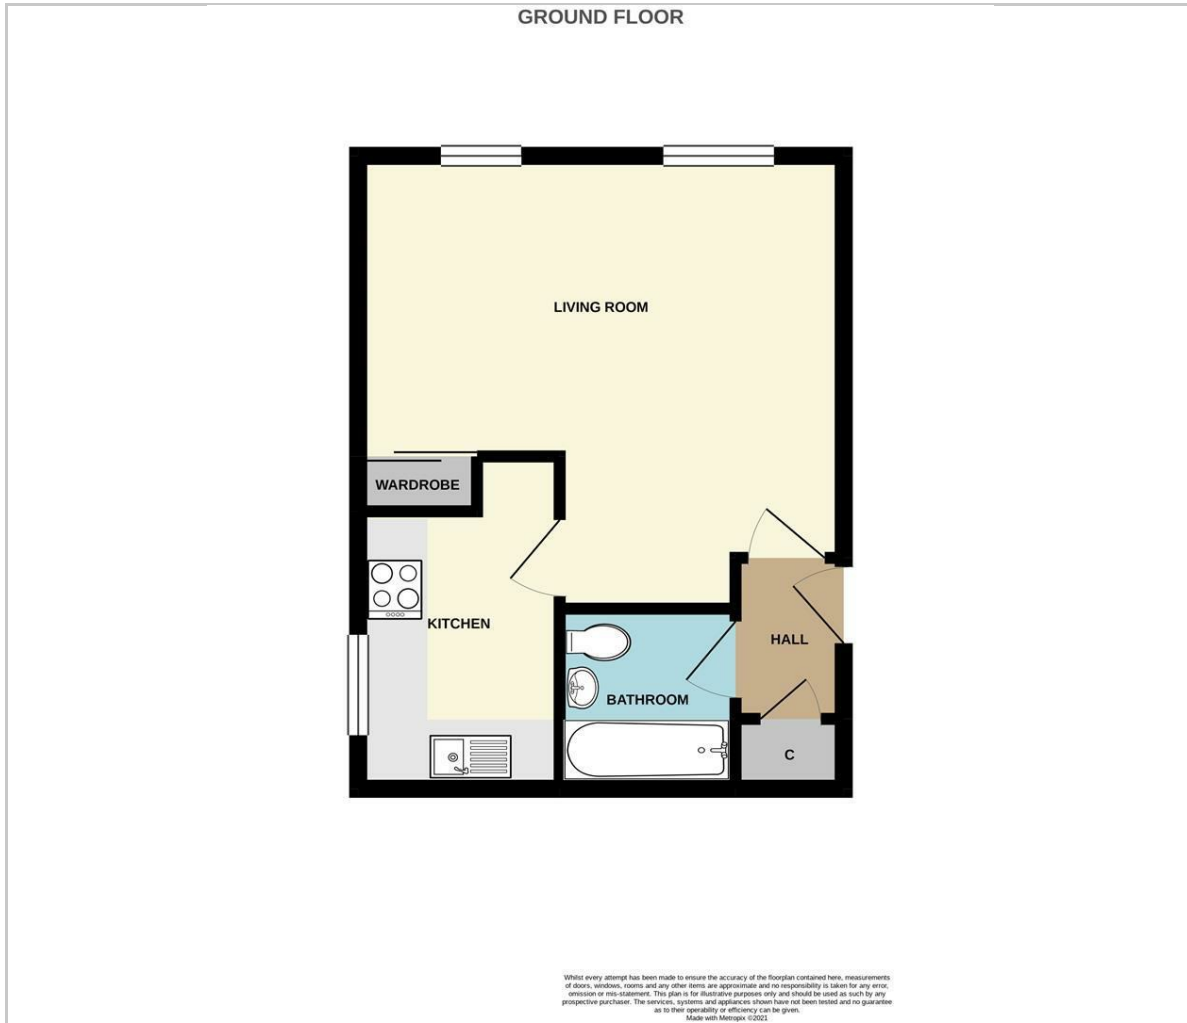 GROUND FLOOR
LIVING ROOM
WARDROBE
KITCHEN
HALL
BATHROOM
C
Whilst every attempt has been made to ensure the accuracy of the floorplan contained here, measurements
of doors, windows, rooms and any other items are approximate and no responsibility is taken for any error,
omission or mis-statement. This plan is for illustrative purposes only and should be used as such by any
prospective purchaser. The services, systems and appliances shown have not been tested and no guarantee
as to their operability or efficiency can be given.
Made with Metropix ©2021